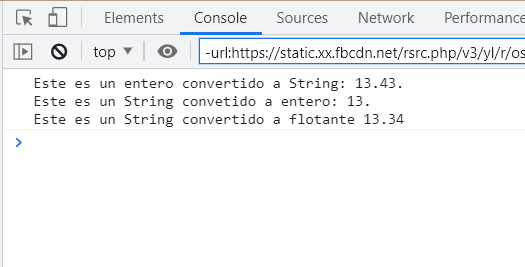 Elements Console Sources Network Performance
top -url:https://static.xx.fbcdn.net/rsrc.php/v3/yl/r/os
Este es un entero convertido a String: 13.43.
Este es un String convetido a entero: 13.
Este es un String convertido a flotante 13.34